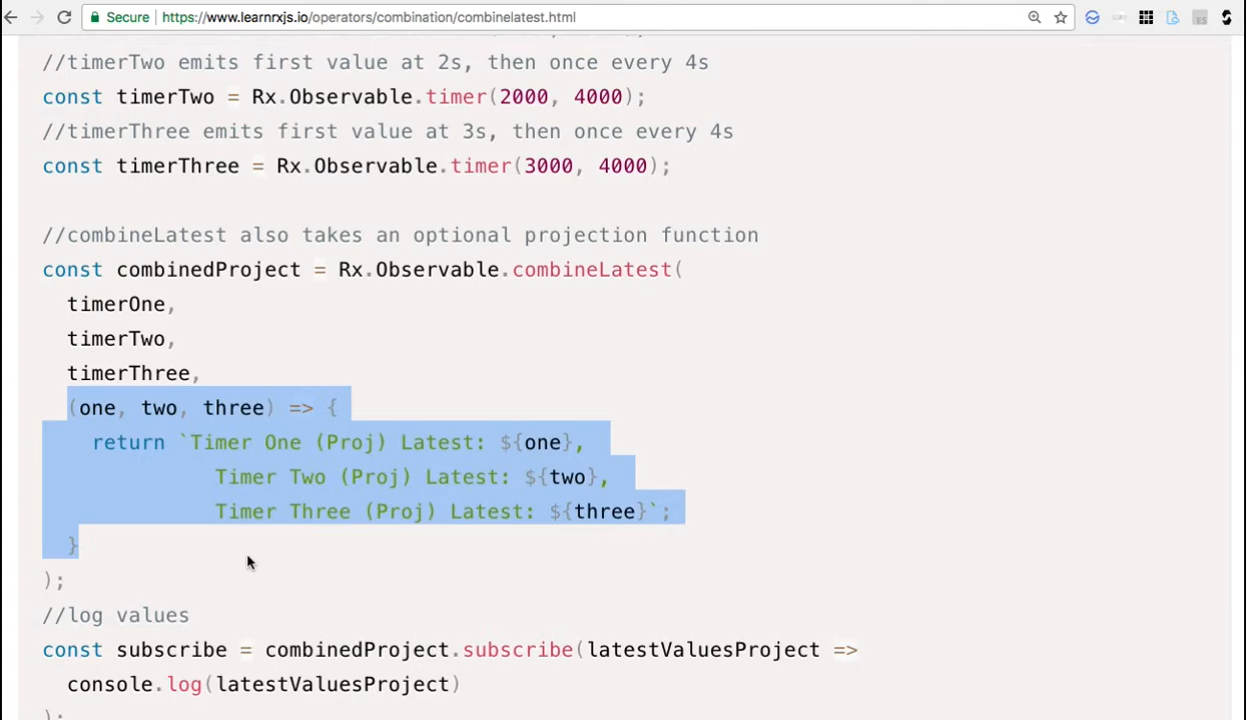 Secure
https://www.learnrxjs.io/operators/combination/combinelatest.html
//timerTwo emits first value at 2s, then once every 4s
const timerTwo = Rx.Observable.timer(2000, 4000);
//timerThree emits first value at 3s, then once every 4s
const timerThree = Rx.Observable.timer(3000, 4000);
//combineLatest also takes an optional projection function
const combinedProject = Rx.Observable.combineLatest(
timerOne,
timerTwo,
timerThree,
(one, two, three) => {
return `Timer One (Proj) Latest: ${one},
Timer Two (Proj) Latest: ${two},
Timer Three (Proj) Latest: ${three}`;
}
);
//log values
const subscribe = combinedProject.subscribe(latestValuesProject =>
console.log(latestValuesProject)
);